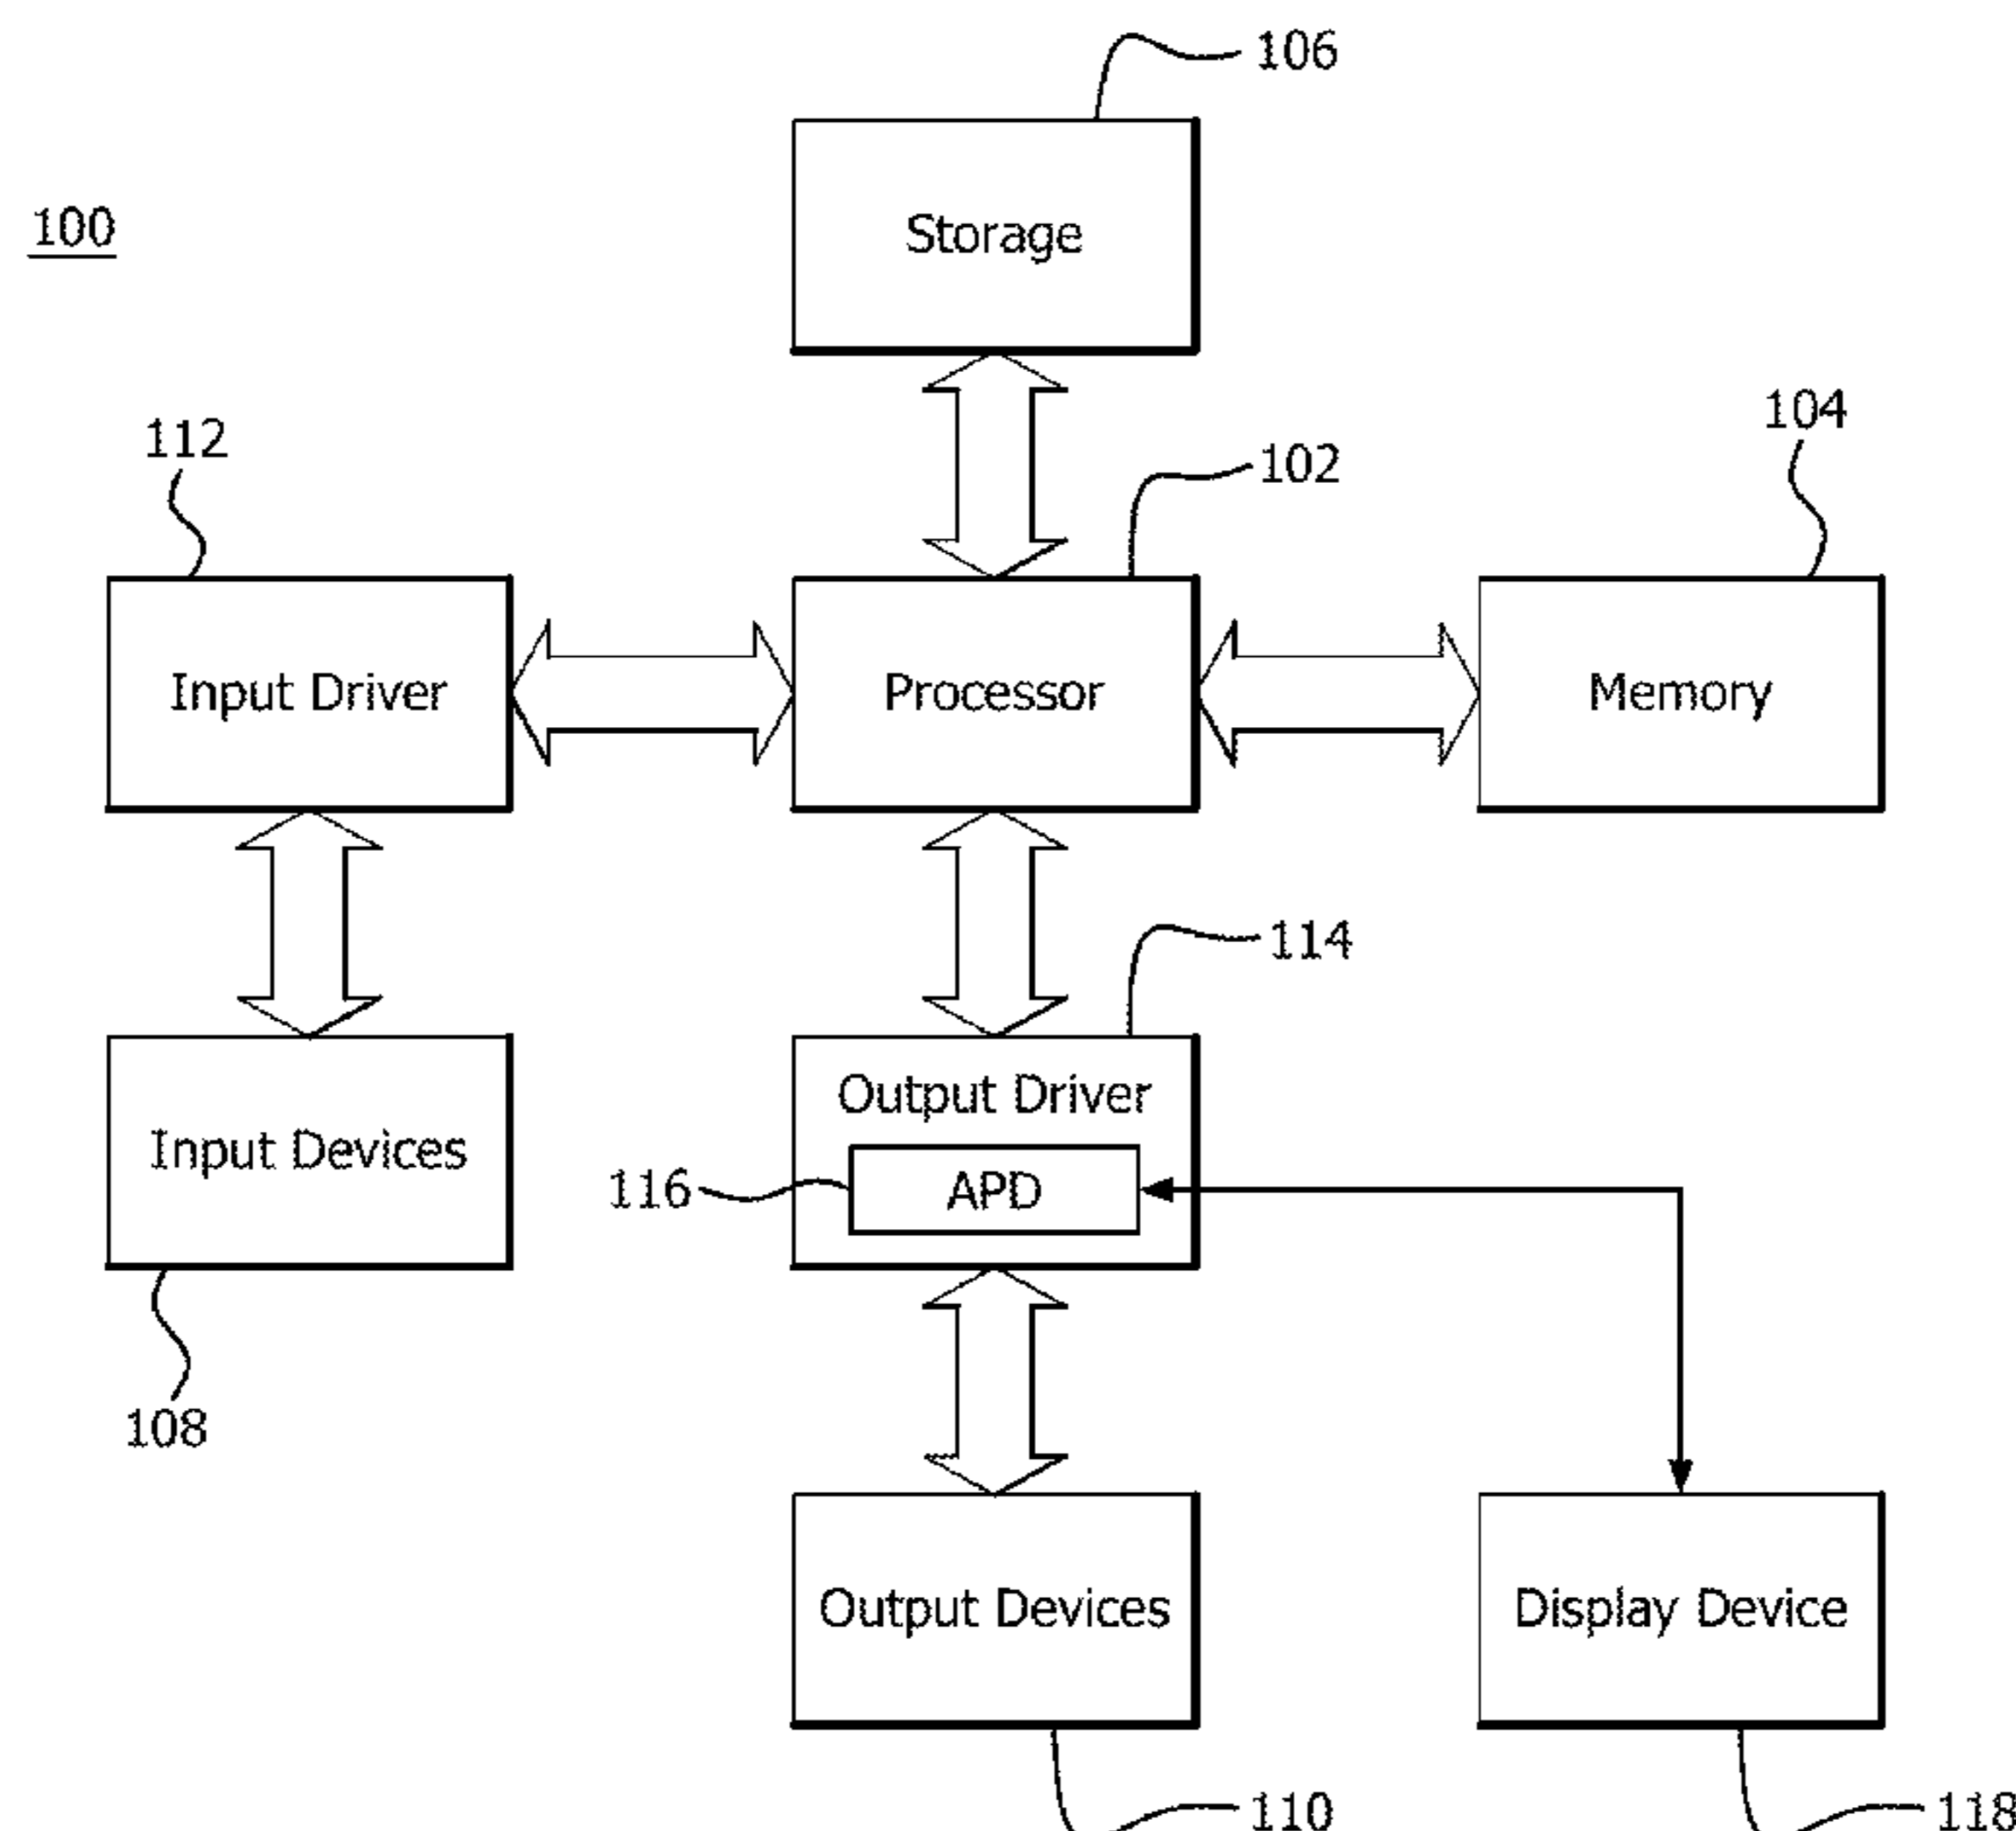 106
100
Storage
112
104
102
Input Driver
Processor
Memory
114
Output Driver
Input Devices
116
APD
108
Output Devices
Display Device
110
118